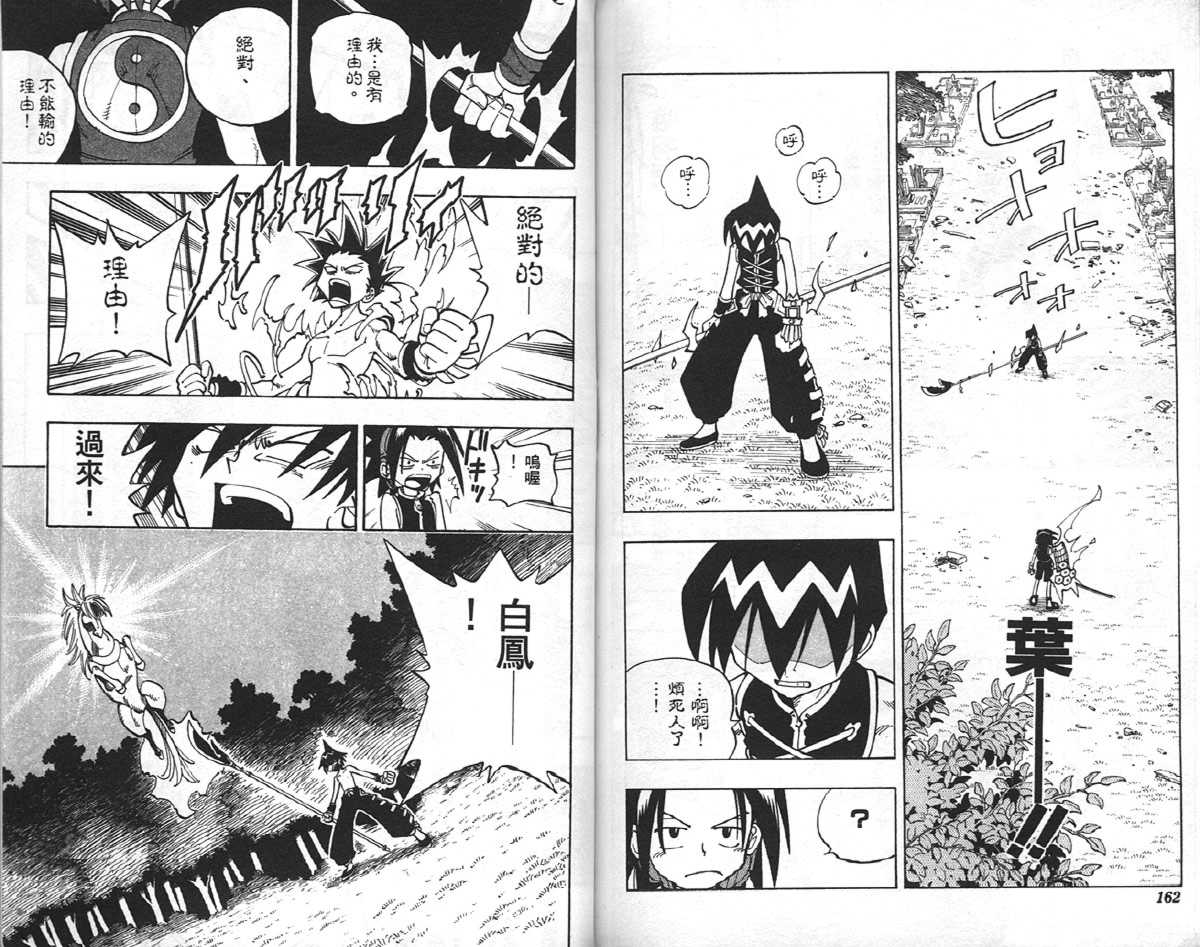 ヒョオオオオ
葉——!!
呼…
呼
呼…
…啊啊!
煩死人了
…!
?
162
我…是有
理由的。
絕對、
不能輸的
理由!
絕對的—
理由!
嗚喔
!
ドキッ
過來!
白鳳——
!